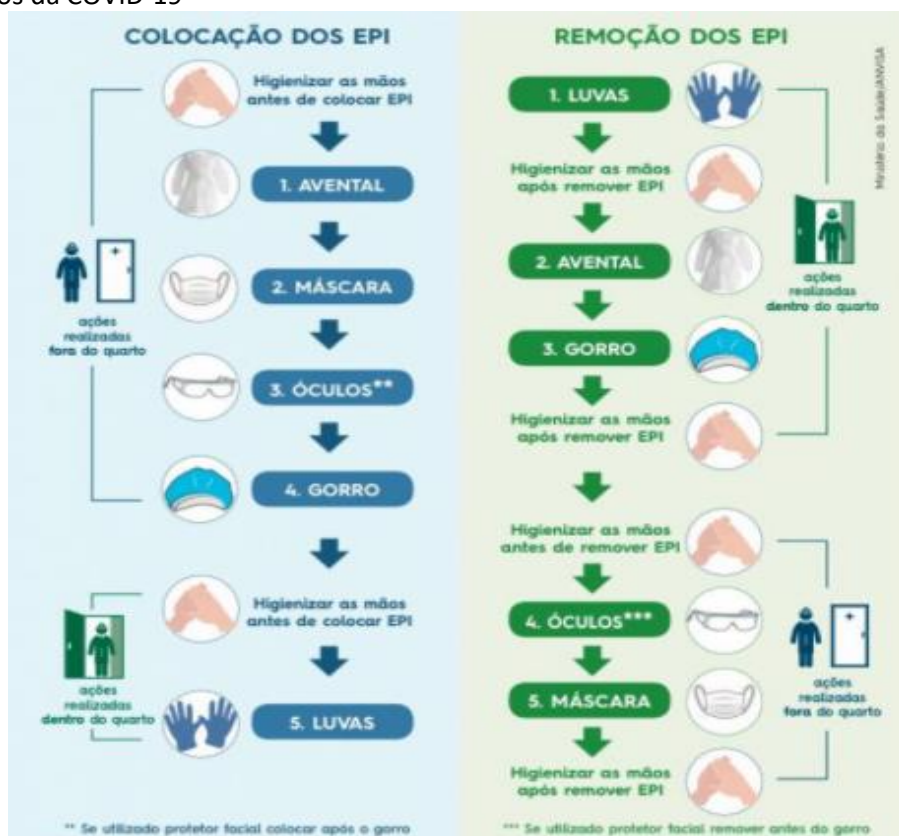 os da COVID-19
COLOCAÇÃO DOS EPI
Higienizar as mãos
antes de colocar EPI
1. AVENTAL
2. MÁSCARA
ações
realizadas
fora do quarto
3. ÓCULOS**
4. GORRO
Higienizar as mãos
antes de colocar EPI
ações
realizadas
dentro do quarto
5. LUVAS
** Se utilizado protetor facial colocar após o gorro
REMOÇÃO DOS EPI
1. LUVAS
Higienizar as mãos
após remover EPI
2. AVENTAL
ações
realizadas
dentro do quarto
3. GORRO
Higienizar as mãos
após remover EPI
Higienizar as mãos
antes de remover EPI
4. ÓCULOS***
5. MÁSCARA
ações
realizadas
fora do quarto
Higienizar as mãos
após remover EPI
*** Se utilizado protetor facial remover antes do gorro
Ministério da Saúde/ANVISA